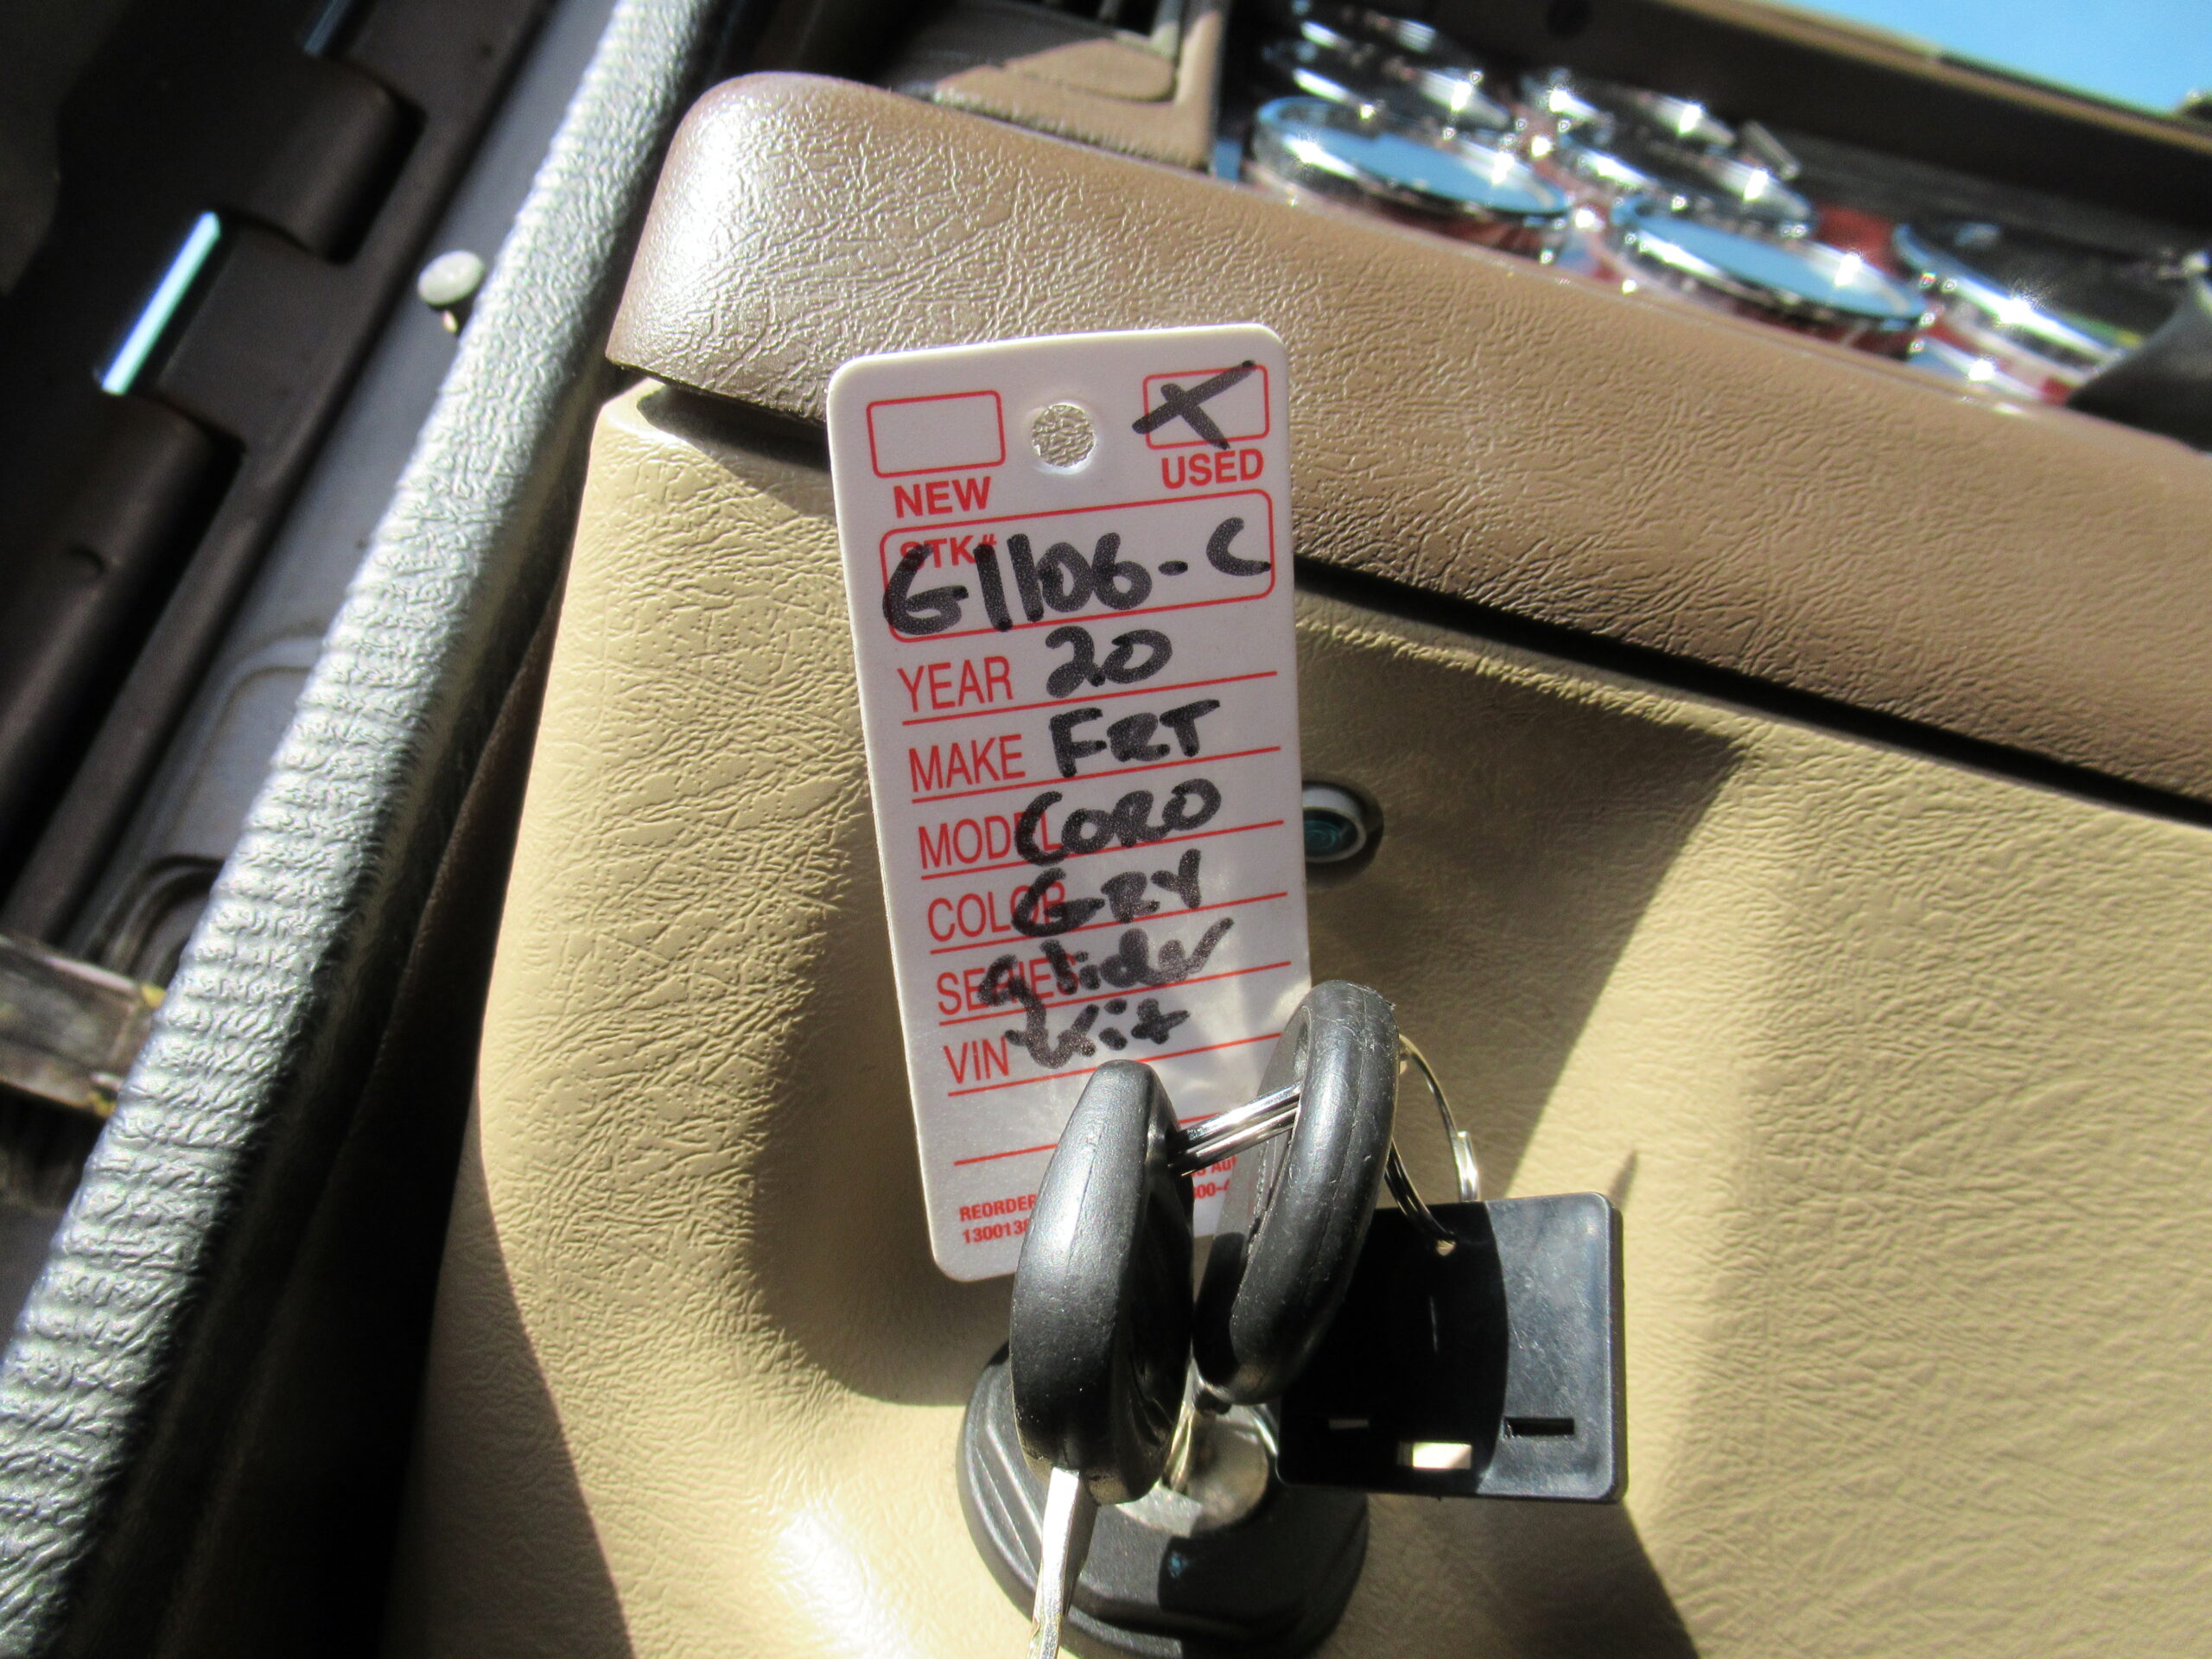 NEW X USED
STK# G1106-C
YEAR 20
MAKE FRT
MODEL CORO
COLOR GRY
SERIES glider
VIN Kit
REORDER